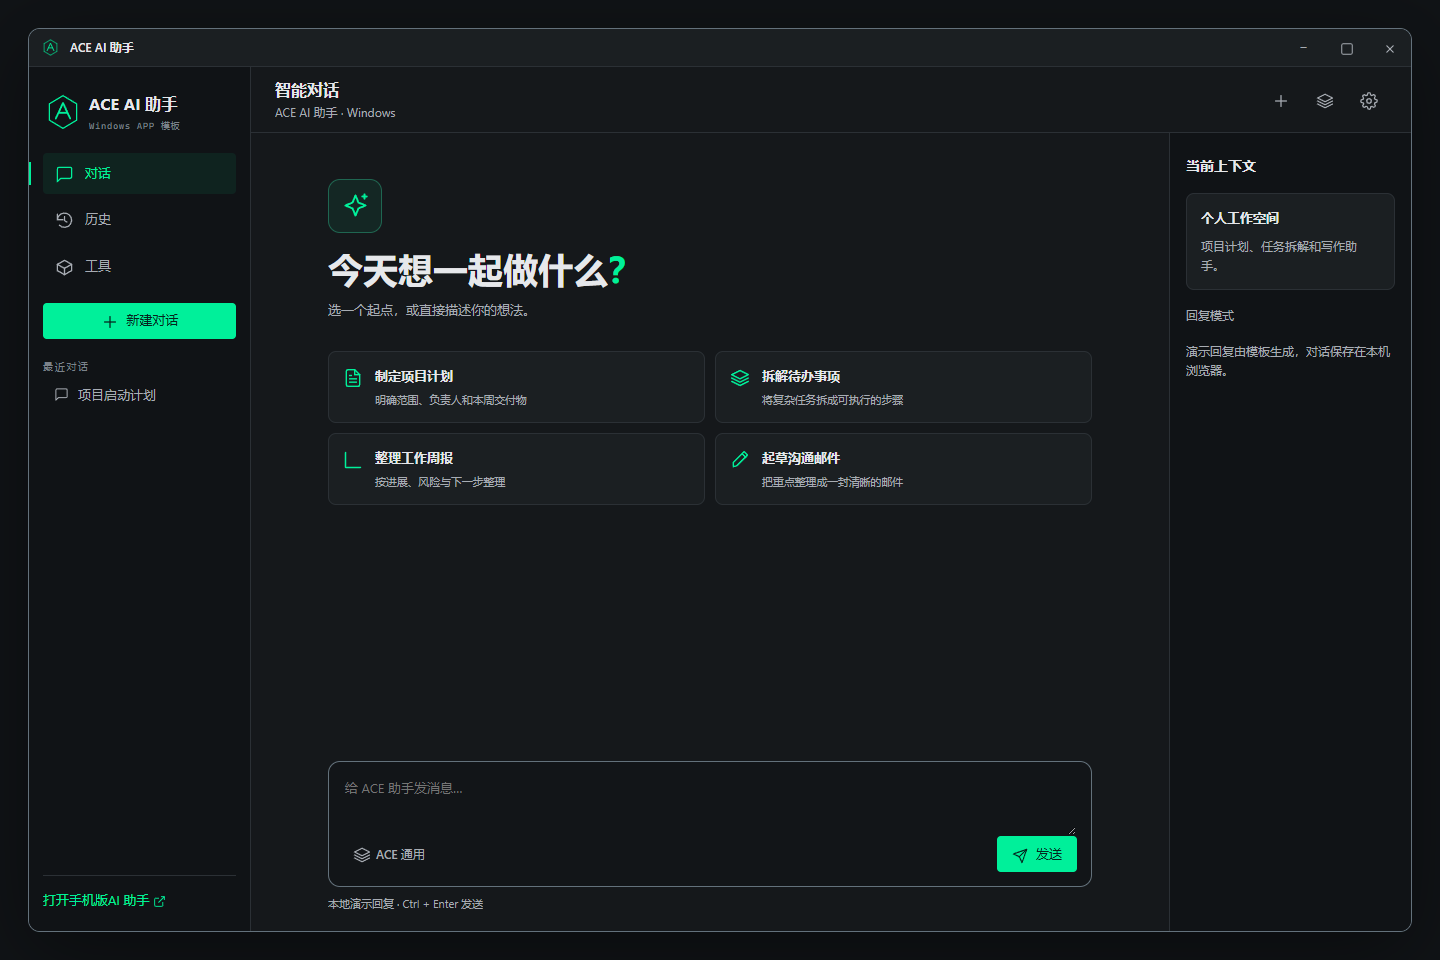 ACE AI 助手
ACE AI 助手
Windows APP 模板
对话
历史
工具
新建对话
最近对话
项目启动计划
打开手机版AI 助手
智能对话
ACE AI 助手 · Windows
今天想一起做什么?
选一个起点，或直接描述你的想法。
制定项目计划
明确范围、负责人和本周交付物
拆解待办事项
将复杂任务拆成可执行的步骤
整理工作周报
按进展、风险与下一步整理
起草沟通邮件
把重点整理成一封清晰的邮件
给 ACE 助手发消息...
ACE 通用
发送
本地演示回复 · Ctrl + Enter 发送
当前上下文
个人工作空间
项目计划、任务拆解和写作助
手。
回复模式
演示回复由模板生成，对话保存在本机
浏览器。